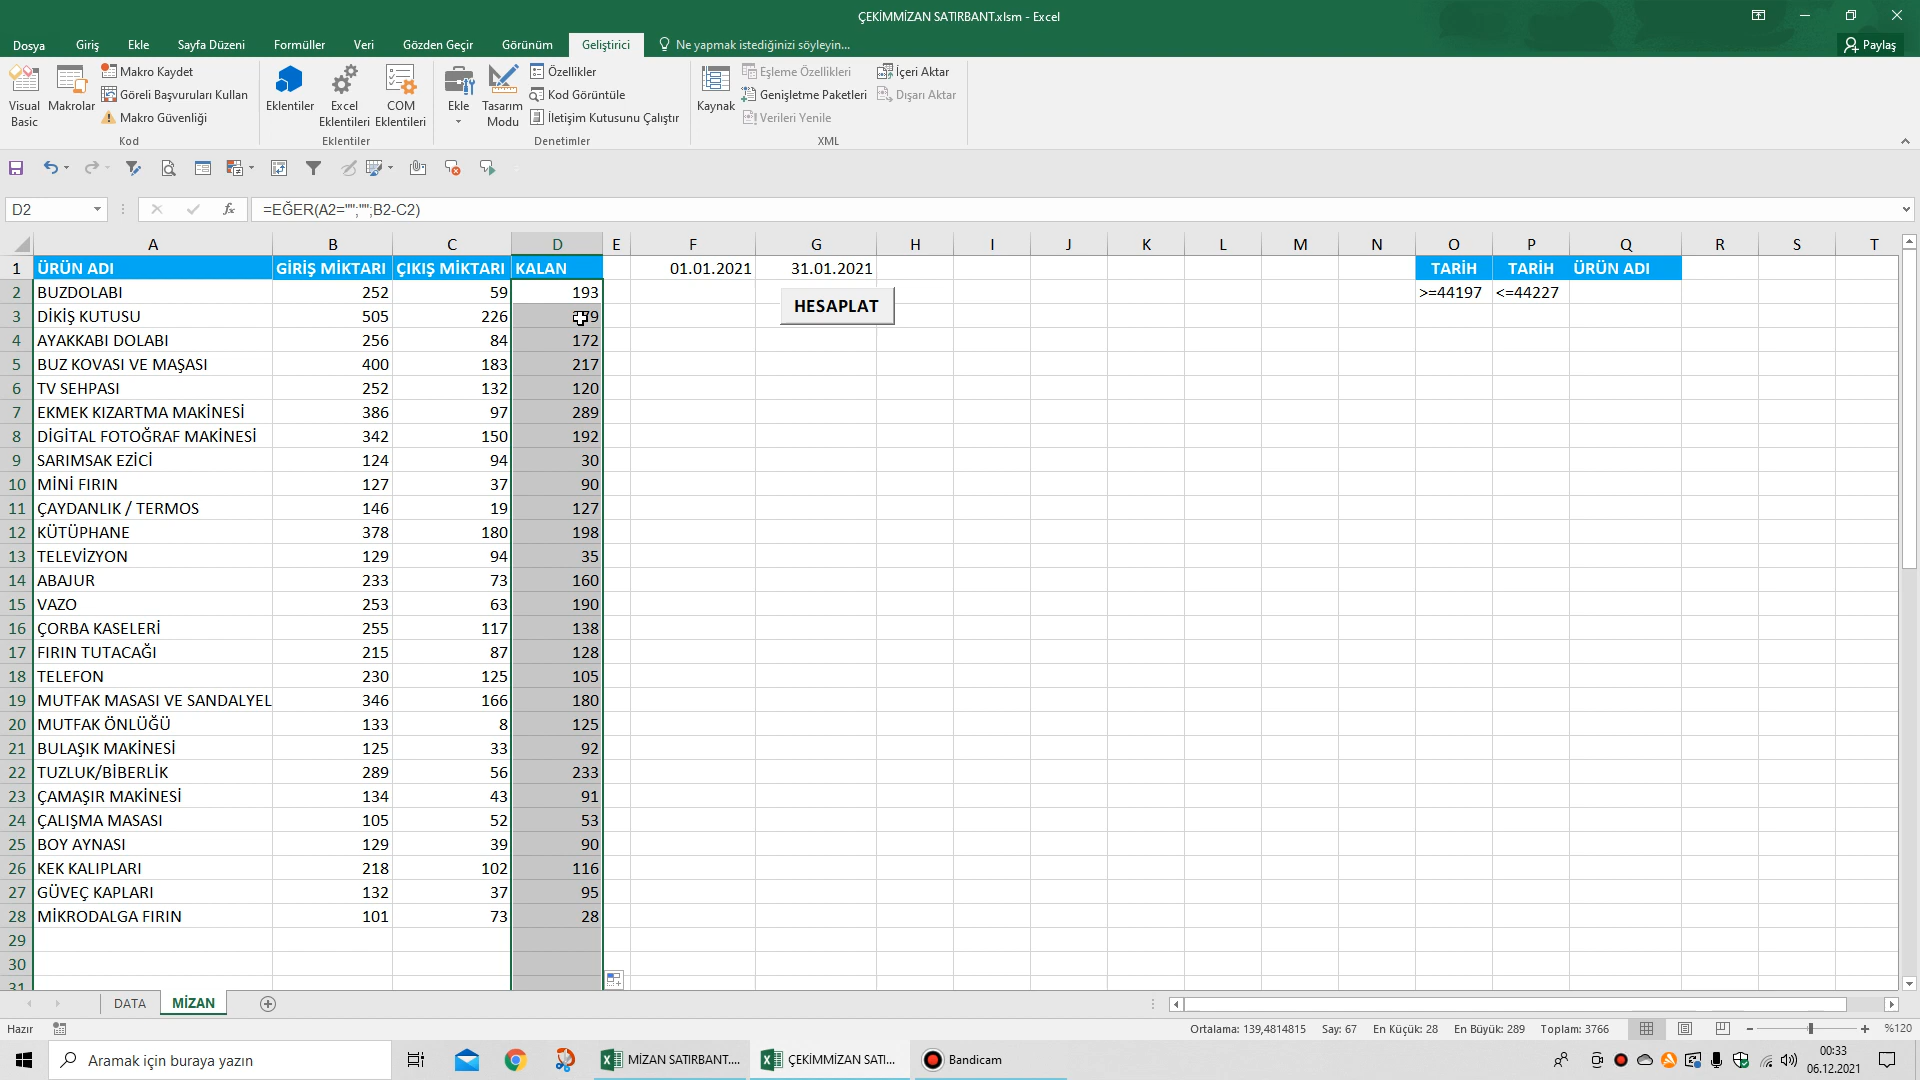 ÇEKİMMİZAN SATIRBANT.xlsm - Excel
Dosya Giriş Ekle Sayfa Düzeni Formüller Veri Gözden Geçir Görünüm Geliştirici Ne yapmak istediğinizi söyleyin... Paylaş
Visual Basic
Makrolar
Makro Kaydet
Göreli Başvuruları Kullan
Makro Güvenliği
Kod
Eklentiler
Excel Eklentileri
COM Eklentileri
Eklentiler
Ekle
Tasarım Modu
Özellikler
Kod Görüntüle
İletişim Kutusunu Çalıştır
Denetimler
Kaynak
Eşleme Özellikleri
Genişletme Paketleri
Verileri Yenile
İçeri Aktar
Dışarı Aktar
XML
D2 fx =EĞER(A2="";"";B2-C2)
A B C D E F G H I J K L M N O P Q R S T
1 ÜRÜN ADI GİRİŞ MİKTARI ÇIKIŞ MİKTARI KALAN 01.01.2021 31.01.2021 TARİH TARİH ÜRÜN ADI
2 BUZDOLABI 252 59 193 >=44197 <=44227
HESAPLAT
3 DİKİŞ KUTUSU 505 226
4 AYAKKABI DOLABI 256 84 172
5 BUZ KOVASI VE MAŞASI 400 183 217
6 TV SEHPASI 252 132 120
7 EKMEK KIZARTMA MAKİNESİ 386 97 289
8 DİGİTAL FOTOĞRAF MAKİNESİ 342 150 192
9 SARIMSAK EZİCİ 124 94 30
10 MİNİ FIRIN 127 37 90
11 ÇAYDANLIK / TERMOS 146 19 127
12 KÜTÜPHANE 378 180 198
13 TELEVİZYON 129 94 35
14 ABAJUR 233 73 160
15 VAZO 253 63 190
16 ÇORBA KASELERİ 255 117 138
17 FIRIN TUTACAĞI 215 87 128
18 TELEFON 230 125 105
19 MUTFAK MASASI VE SANDALYEL 346 166 180
20 MUTFAK ÖNLÜĞÜ 133 8 125
21 BULAŞIK MAKİNESİ 125 33 92
22 TUZLUK/BİBERLİK 289 56 233
23 ÇAMAŞIR MAKİNESİ 134 43 91
24 ÇALIŞMA MASASI 105 52 53
25 BOY AYNASI 129 39 90
26 KEK KALIPLARI 218 102 116
27 GÜVEÇ KAPLARI 132 37 95
28 MİKRODALGA FIRIN 101 73 28
29
30
31
DATA MİZAN
Hazır Ortalama: 139,4814815 Say: 67 En Küçük: 28 En Büyük: 289 Toplam: 3766 %120
Aramak için buraya yazın MİZAN SATIRBANT.... ÇEKİMMİZAN SATI... Bandicam 00:33
06.12.2021